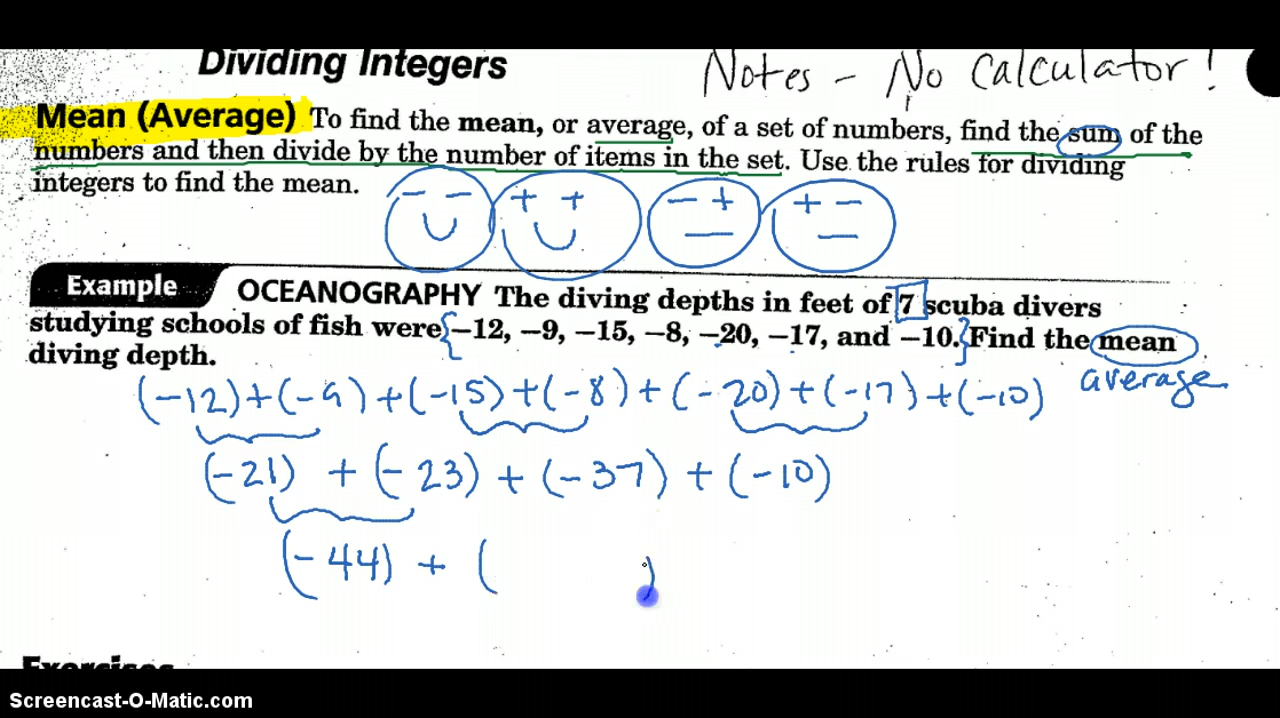 Dividing Integers Notes - No Calculator!
Mean (Average) To find the mean, or average, of a set of numbers, find the sum of the
numbers and then divide by the number of items in the set. Use the rules for dividing
integers to find the mean.
- - + + - + + -
Example OCEANOGRAPHY The diving depths in feet of 7 scuba divers
studying schools of fish were {-12, -9, -15, -8, -20, -17, and -10.} Find the mean
diving depth.
average
(-12)+(-9)+(-15)+(-8)+(-20)+(-17)+(-10)
(-21) + (-23) + (-37) + (-10)
(-44) + ( )
Exercises
Screencast-O-Matic.com